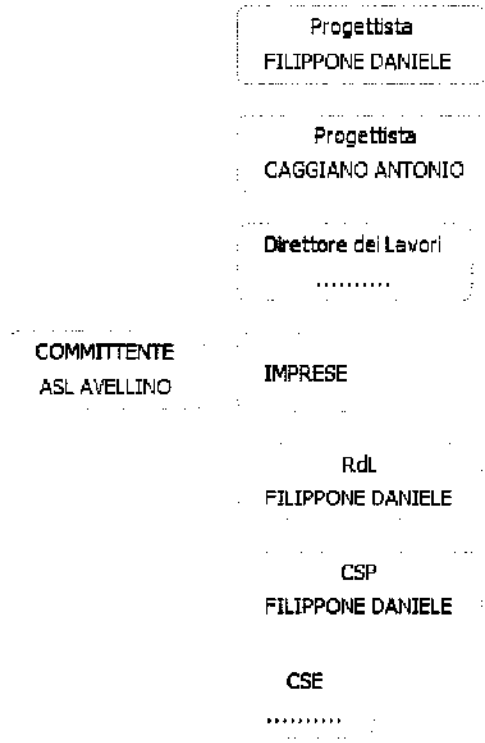 Progettista
FILIPPONE DANIELE
Progettista
CAGGIANO ANTONIO
Direttore dei Lavori
..........
COMMITTENTE
ASL AVELLINO
IMPRESE
RdL
FILIPPONE DANIELE
CSP
FILIPPONE DANIELE
CSE
..........